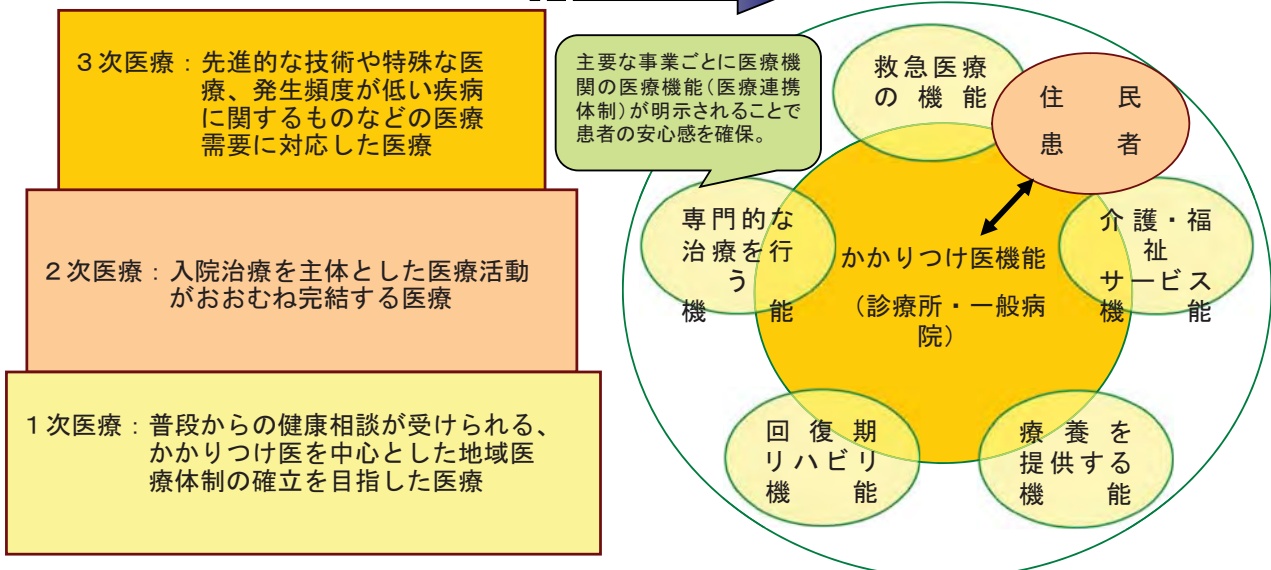 ３次医療：先進的な技術や特殊な医
療、発生頻度が低い疾病
に関するものなどの医療
需要に対応した医療
２次医療：入院治療を主体とした医療活動
がおおむね完結する医療
１次医療：普段からの健康相談が受けられる、
かかりつけ医を中心とした地域医
療体制の確立を目指した医療
主要な事業ごとに医療機
関の医療機能(医療連携
体制)が明示されることで
患者の安心感を確保。
救急医療
の機能
住民
患者
専門的な
治療を行
う
機能
かかりつけ医機能
（診療所・一般病
院）
介護・福
祉
サービス
機能
回復期
リハビリ
機能
療養を
提供する
機能